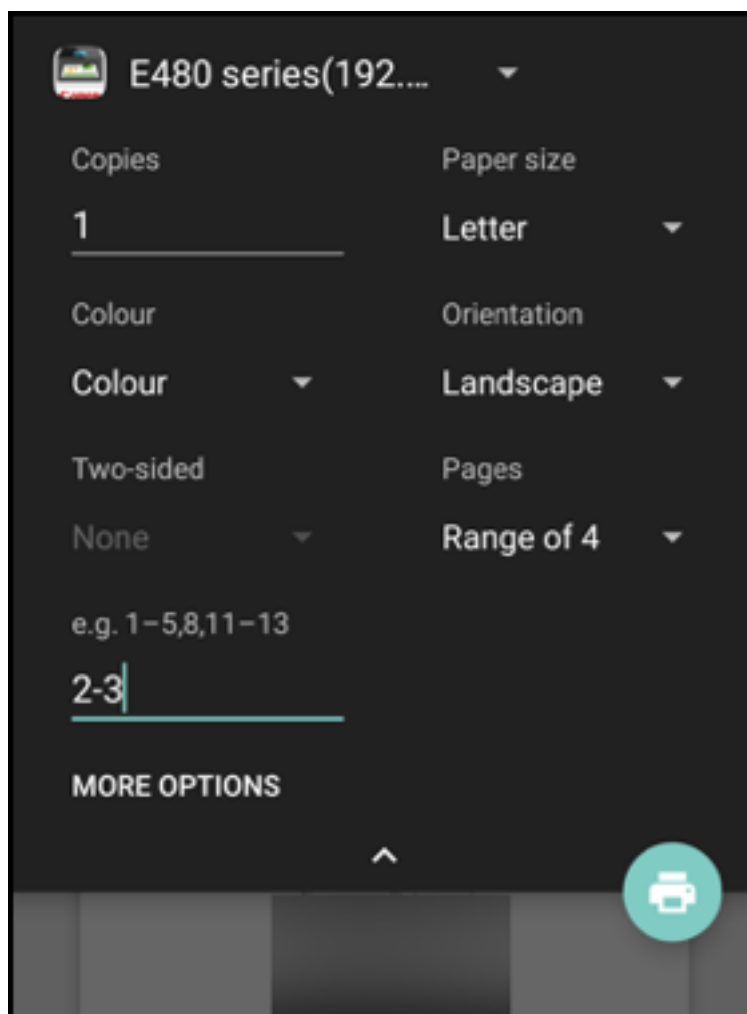 E480 series(192....
Copies
Paper size
1
Letter
Colour
Orientation
Colour
Landscape
Two-sided
Pages
None
Range of 4
e.g. 1–5,8,11–13
2-3
MORE OPTIONS